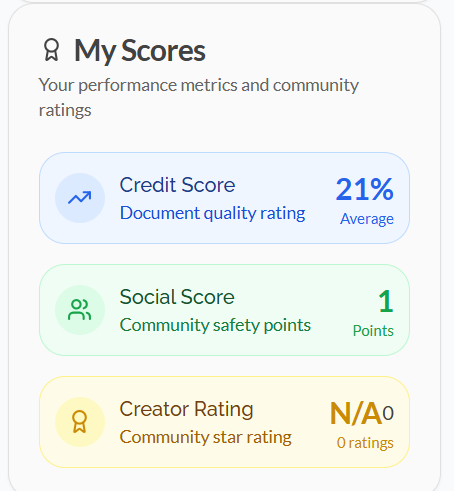 My Scores
Your performance metrics and community
ratings
Credit Score
Document quality rating
21%
Average
Social Score
Community safety points
1
Points
Creator Rating
Community star rating
N/A0
0 ratings